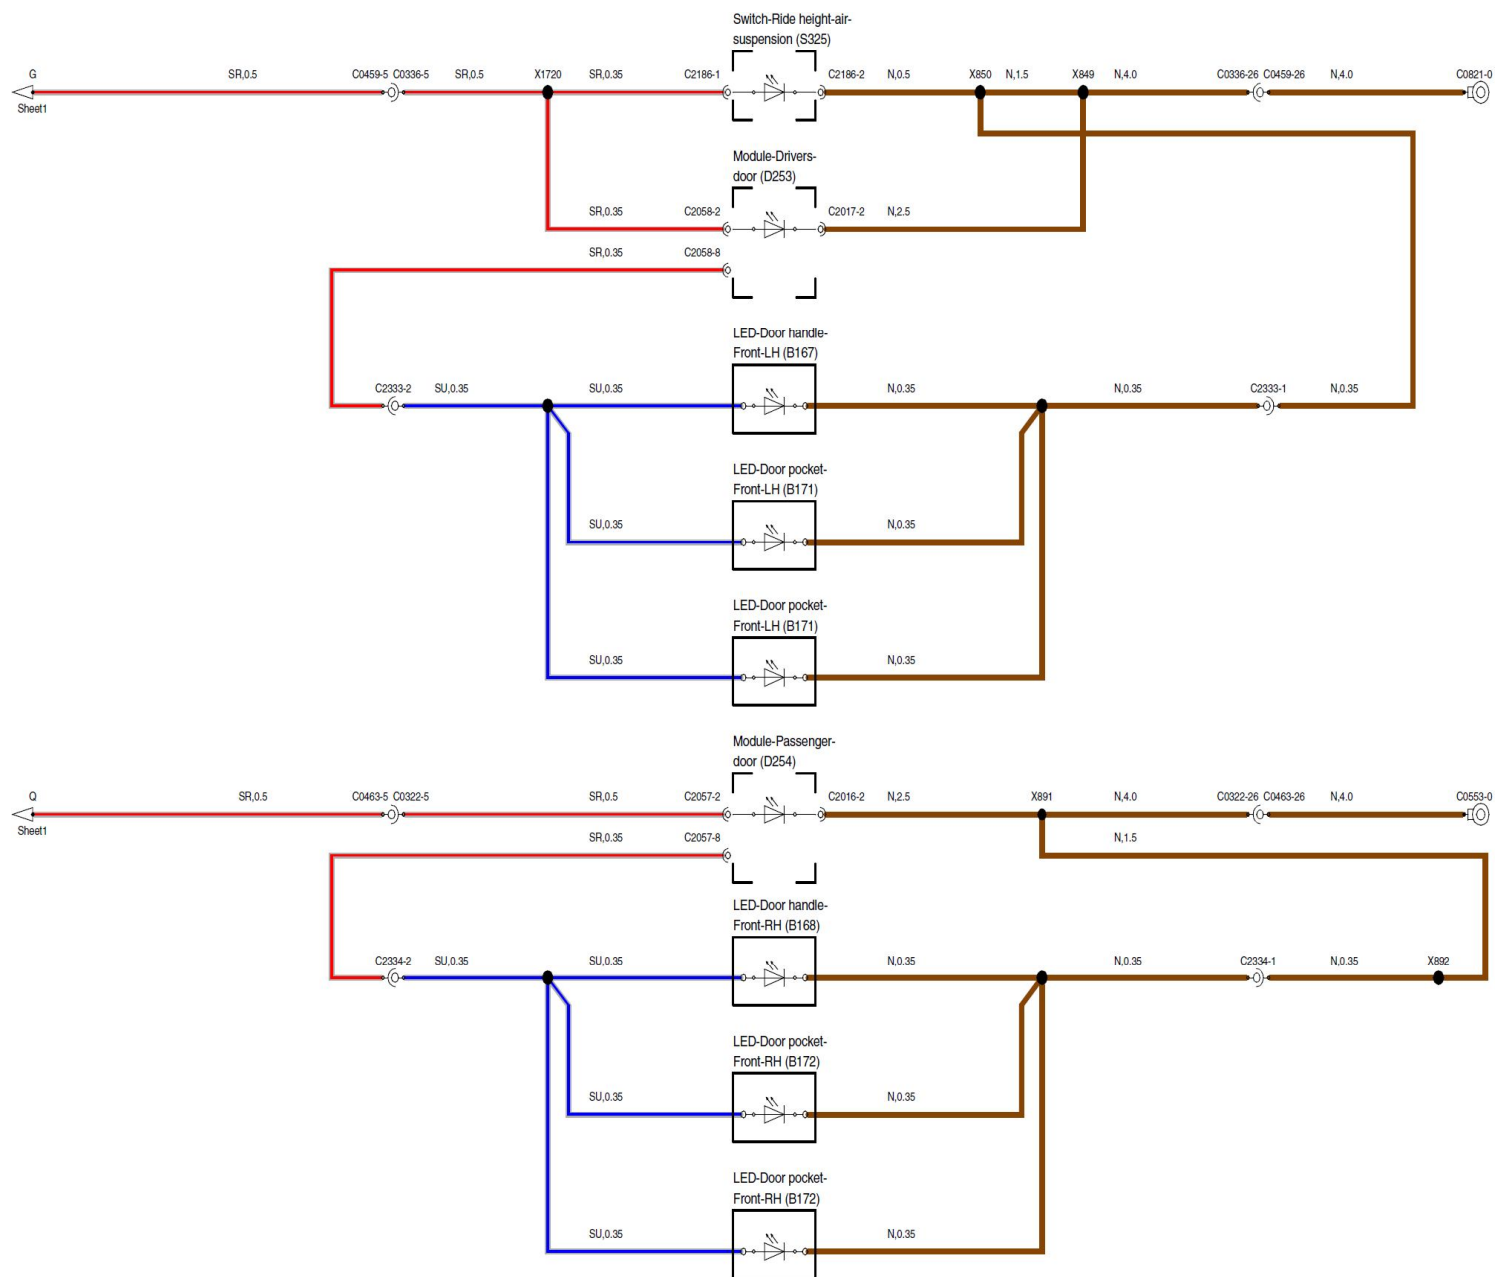 Switch-Ride height-air-
suspension (S325)
G SR,0.5 C0459-5 C0336-5 SR,0.5 X1720 SR,0.35 C2186-1 C2186-2 N,0.5 X850 N,1.5 X849 N,4.0 C0336-26 C0459-26 N,4.0 C0821-0
Sheet1
Module-Drivers-
door (D253)
SR,0.35 C2058-2 C2017-2 N,2.5
SR,0.35 C2058-8
LED-Door handle-
Front-LH (B167)
C2333-2 SU,0.35 SU,0.35 N,0.35 N,0.35 C2333-1 N,0.35
LED-Door pocket-
Front-LH (B171)
SU,0.35 N,0.35
LED-Door pocket-
Front-LH (B171)
SU,0.35 N,0.35
Module-Passenger-
door (D254)
Q SR,0.5 C0463-5 C0322-5 SR,0.5 C2057-2 C2016-2 N,2.5 X891 N,4.0 C0322-26 C0463-26 N,4.0 C0553-0
Sheet1
SR,0.35 C2057-8 N,1.5
LED-Door handle-
Front-RH (B168)
C2334-2 SU,0.35 SU,0.35 N,0.35 N,0.35 C2334-1 N,0.35 X892
LED-Door pocket-
Front-RH (B172)
SU,0.35 N,0.35
LED-Door pocket-
Front-RH (B172)
SU,0.35 N,0.35